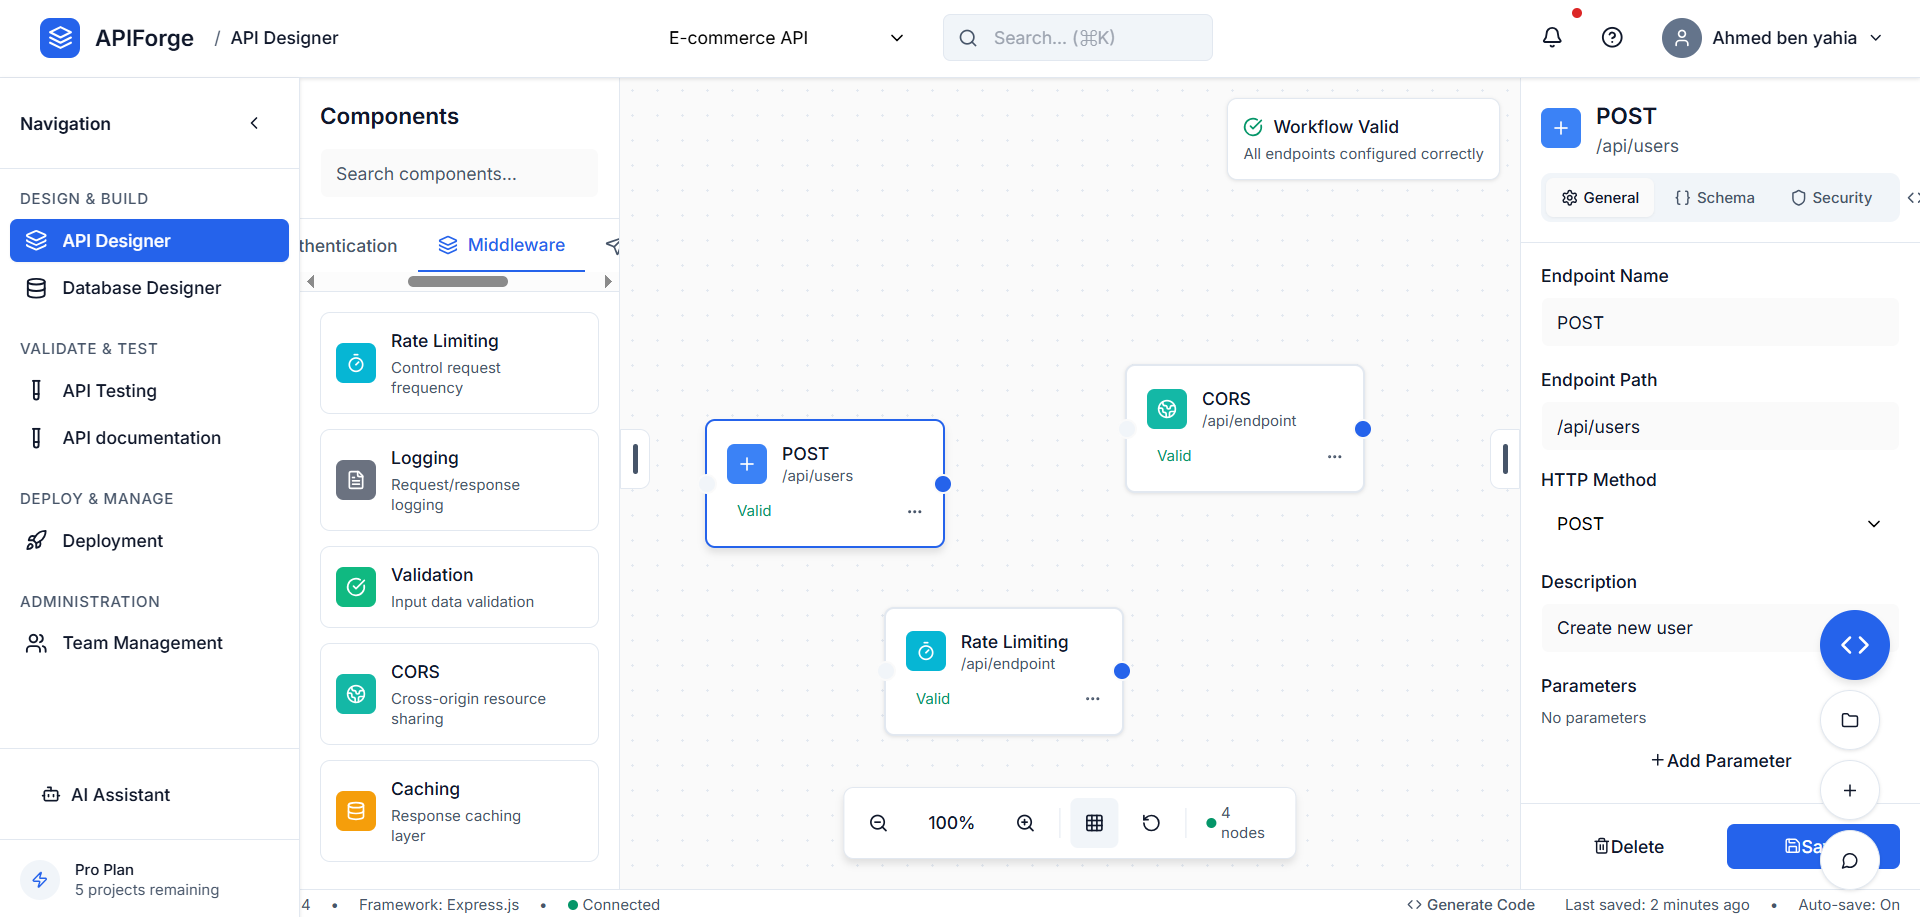 APIForge / API Designer
E-commerce API
Search... (⌘K)
Ahmed ben yahia
Navigation
DESIGN & BUILD
API Designer
Database Designer
VALIDATE & TEST
API Testing
API documentation
DEPLOY & MANAGE
Deployment
ADMINISTRATION
Team Management
AI Assistant
Pro Plan
5 projects remaining
Components
Search components...
thentication
Middleware
Rate Limiting
Control request
frequency
Logging
Request/response
logging
Validation
Input data validation
CORS
Cross-origin resource
sharing
Caching
Response caching
layer
Workflow Valid
All endpoints configured correctly
POST
/api/users
Valid
CORS
/api/endpoint
Valid
Rate Limiting
/api/endpoint
Valid
100%
4
nodes
POST
/api/users
General
Schema
Security
Endpoint Name
POST
Endpoint Path
/api/users
HTTP Method
POST
Description
Create new user
Parameters
No parameters
+Add Parameter
Delete
4 • Framework: Express.js • Connected
Generate Code
Last saved: 2 minutes ago • Auto-save: On